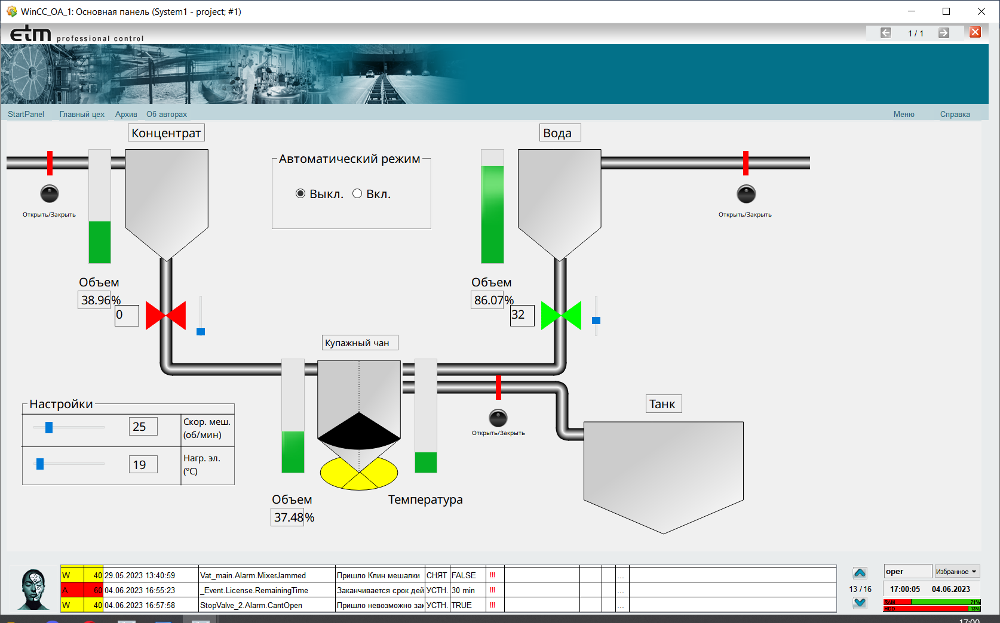 WinCC_OA_1: Основная панель (System1 - project; #1)
etm professional control
1 / 1
StartPanel Главный цех Архив Об авторах Меню Справка
Концентрат
Вода
Автоматический режим
Выкл. Вкл.
Открыть/Закрыть
Открыть/Закрыть
Объем
38.96%
0
Объем
86.07%
32
Купажный чан
Настройки
25 Скор. меш. (об/мин)
19 Нагр. эл. (°C)
Танк
Открыть/Закрыть
Объем
37.48%
Температура
W 40 29.05.2023 13:40:59 Vat_main.Alarm.MixerJammed Пришло Клин мешалки СНЯТ FALSE !!! ...
A 60 04.06.2023 16:55:23 _Event.License.RemainingTime Заканчивается срок дей УСТН. 30 min !!! ...
W 40 04.06.2023 16:57:58 StopValve_2.Alarm.CantOpen Пришло невозможно зак УСТН. TRUE !!! ...
13 / 16
oper Избранное
17:00:05 04.06.2023
RAM 71%
HDD 13%
17:00